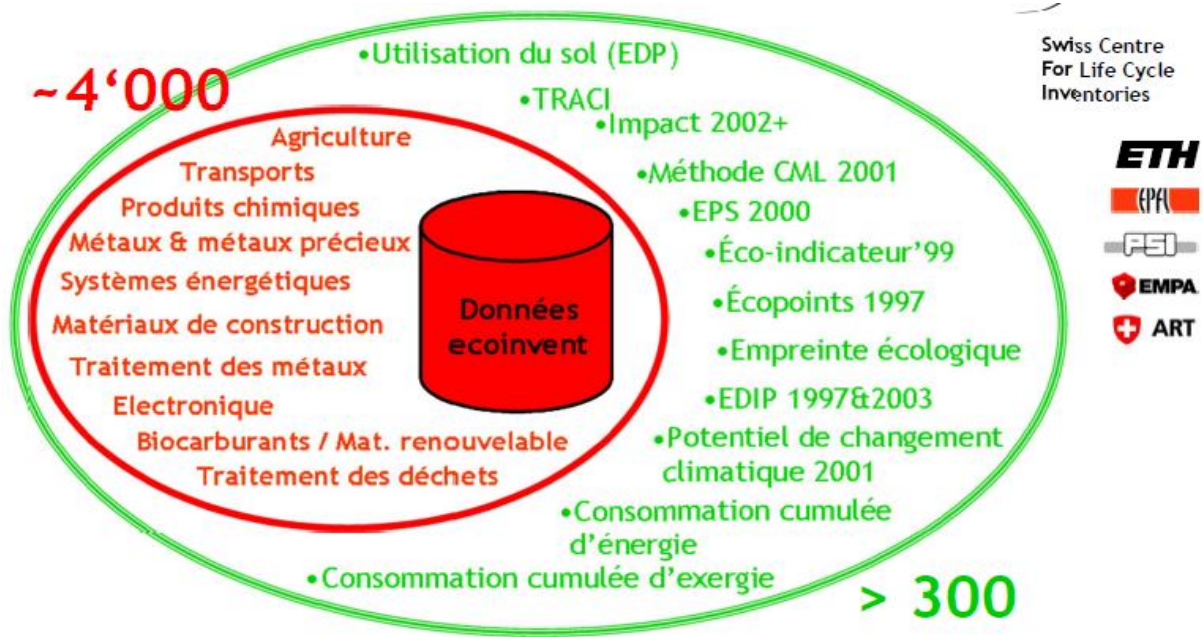 ~4‘000
Agriculture
Transports
Produits chimiques
Métaux & métaux précieux
Systèmes énergétiques
Matériaux de construction
Traitement des métaux
Electronique
Biocarburants / Mat. renouvelable
Traitement des déchets
Données
ecoinvent
•Utilisation du sol (EDP)
•TRACI
•Impact 2002+
•Méthode CML 2001
•EPS 2000
•Éco-indicateur’99
•Écopoints 1997
•Empreinte écologique
•EDIP 1997&2003
•Potentiel de changement
climatique 2001
•Consommation cumulée
d’énergie
•Consommation cumulée d’exergie
> 300
Swiss Centre
For Life Cycle
Inventories
ETH
EPFL
PSI
EMPA
ART